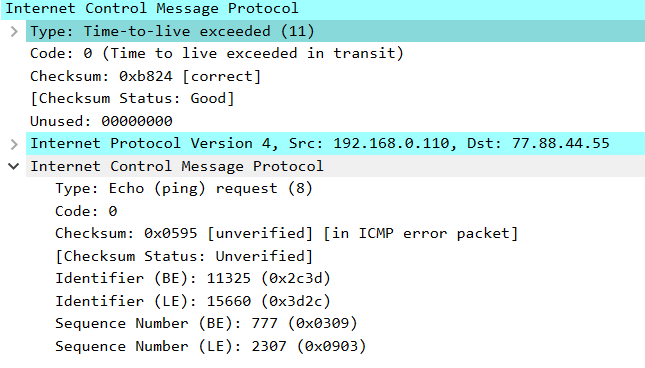 Internet Control Message Protocol
Type: Time-to-live exceeded (11)
Code: 0 (Time to live exceeded in transit)
Checksum: 0xb824 [correct]
[Checksum Status: Good]
Unused: 00000000
Internet Protocol Version 4, Src: 192.168.0.110, Dst: 77.88.44.55
Internet Control Message Protocol
Type: Echo (ping) request (8)
Code: 0
Checksum: 0x0595 [unverified] [in ICMP error packet]
[Checksum Status: Unverified]
Identifier (BE): 11325 (0x2c3d)
Identifier (LE): 15660 (0x3d2c)
Sequence Number (BE): 777 (0x0309)
Sequence Number (LE): 2307 (0x0903)